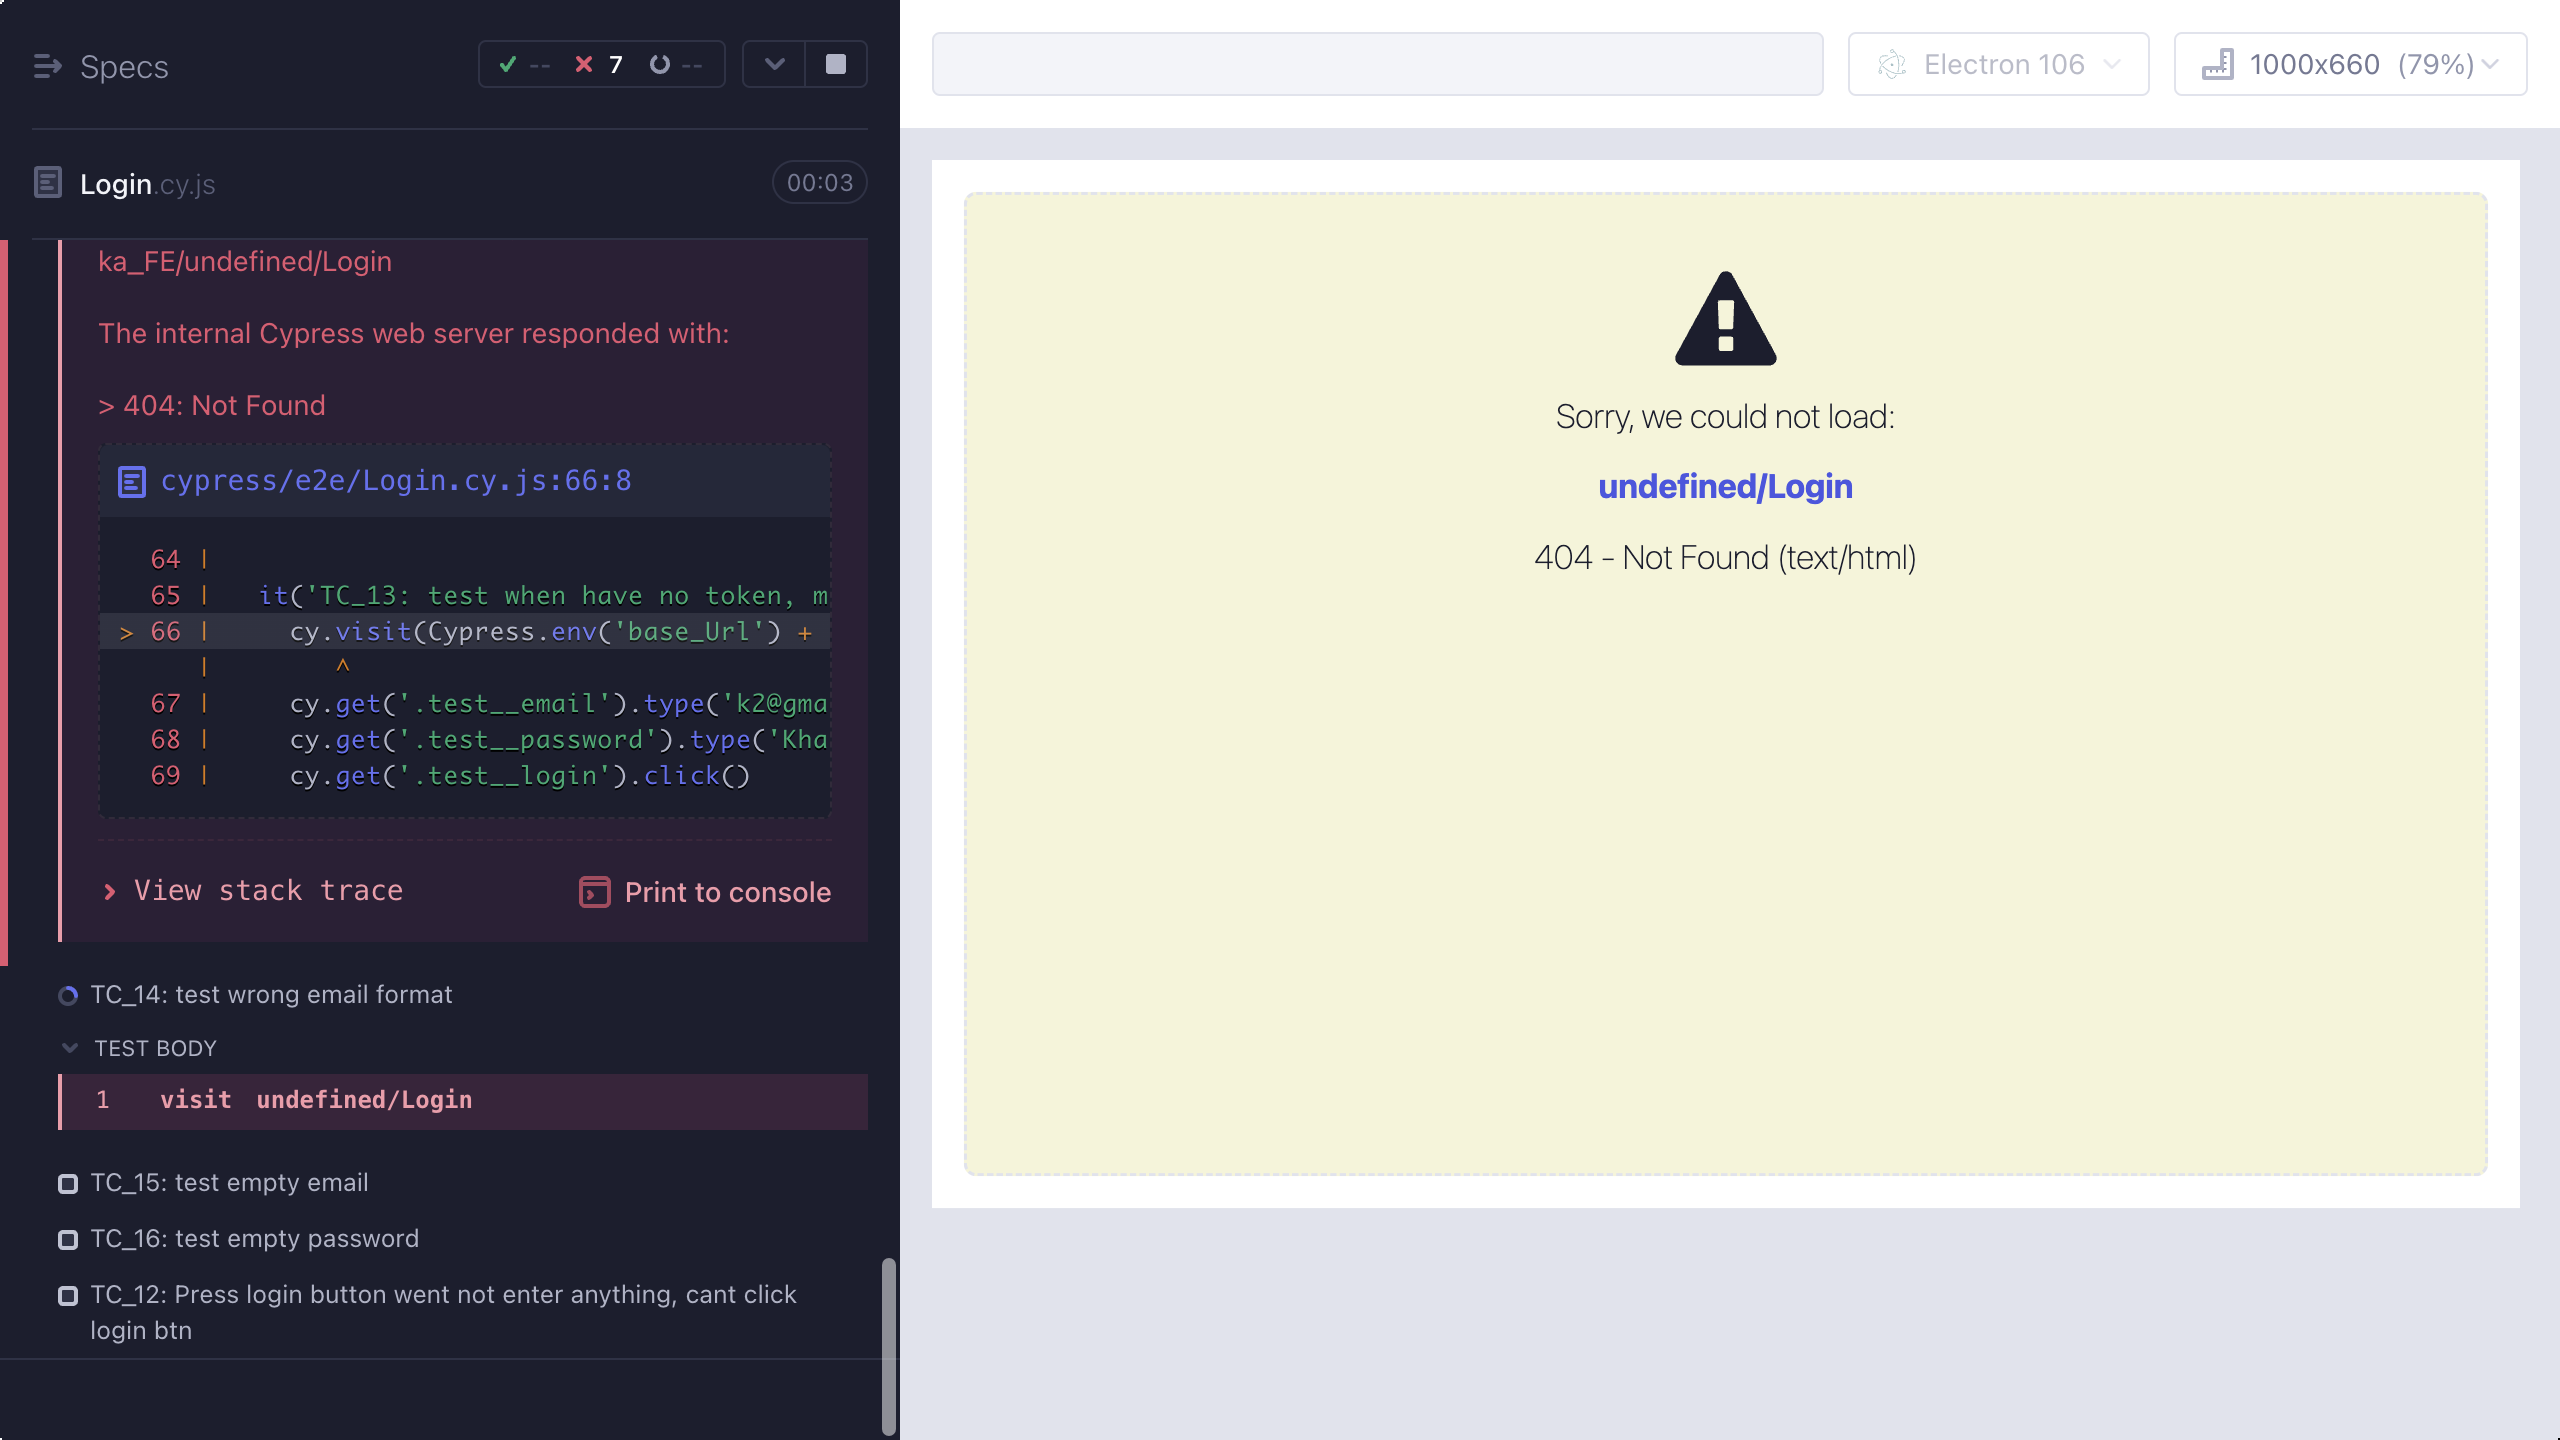 Specs
-- 7 --
Login.cy.js
00:03
ka_FE/undefined/Login
The internal Cypress web server responded with:
> 404: Not Found
cypress/e2e/Login.cy.js:66:8
64 |
65 | it('TC_13: test when have no token, m
> 66 | cy.visit(Cypress.env('base_Url') +
| ^
67 | cy.get('.test__email').type('k2@gma
68 | cy.get('.test__password').type('Kha
69 | cy.get('.test__login').click()
View stack trace
Print to console
TC_14: test wrong email format
TEST BODY
1 visit undefined/Login
TC_15: test empty email
TC_16: test empty password
TC_12: Press login button went not enter anything, cant click
login btn
Electron 106
1000x660 (79%)
Sorry, we could not load:
undefined/Login
404 - Not Found (text/html)